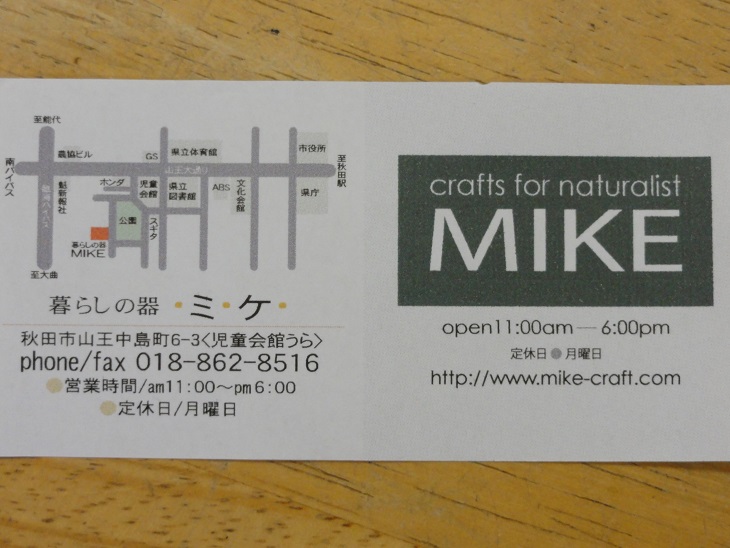 至能代
農協ビル
GS
県立体育館
市役所
南バイパス
山王大通り
至秋田駅
魁新報社
ホンダ
児童会館
県立図書館
ABS
文化会館
県庁
公園
スギタ
暮らしの器
MIKE
至大曲
暮らしの器 ・ミ・ケ・
秋田市山王中島町6-3<児童会館うら>
phone/fax 018-862-8516
●営業時間/am11:00〜pm6:00
●定休日/月曜日
crafts for naturalist
MIKE
open11:00am — 6:00pm
定休日●月曜日
http://www.mike-craft.com